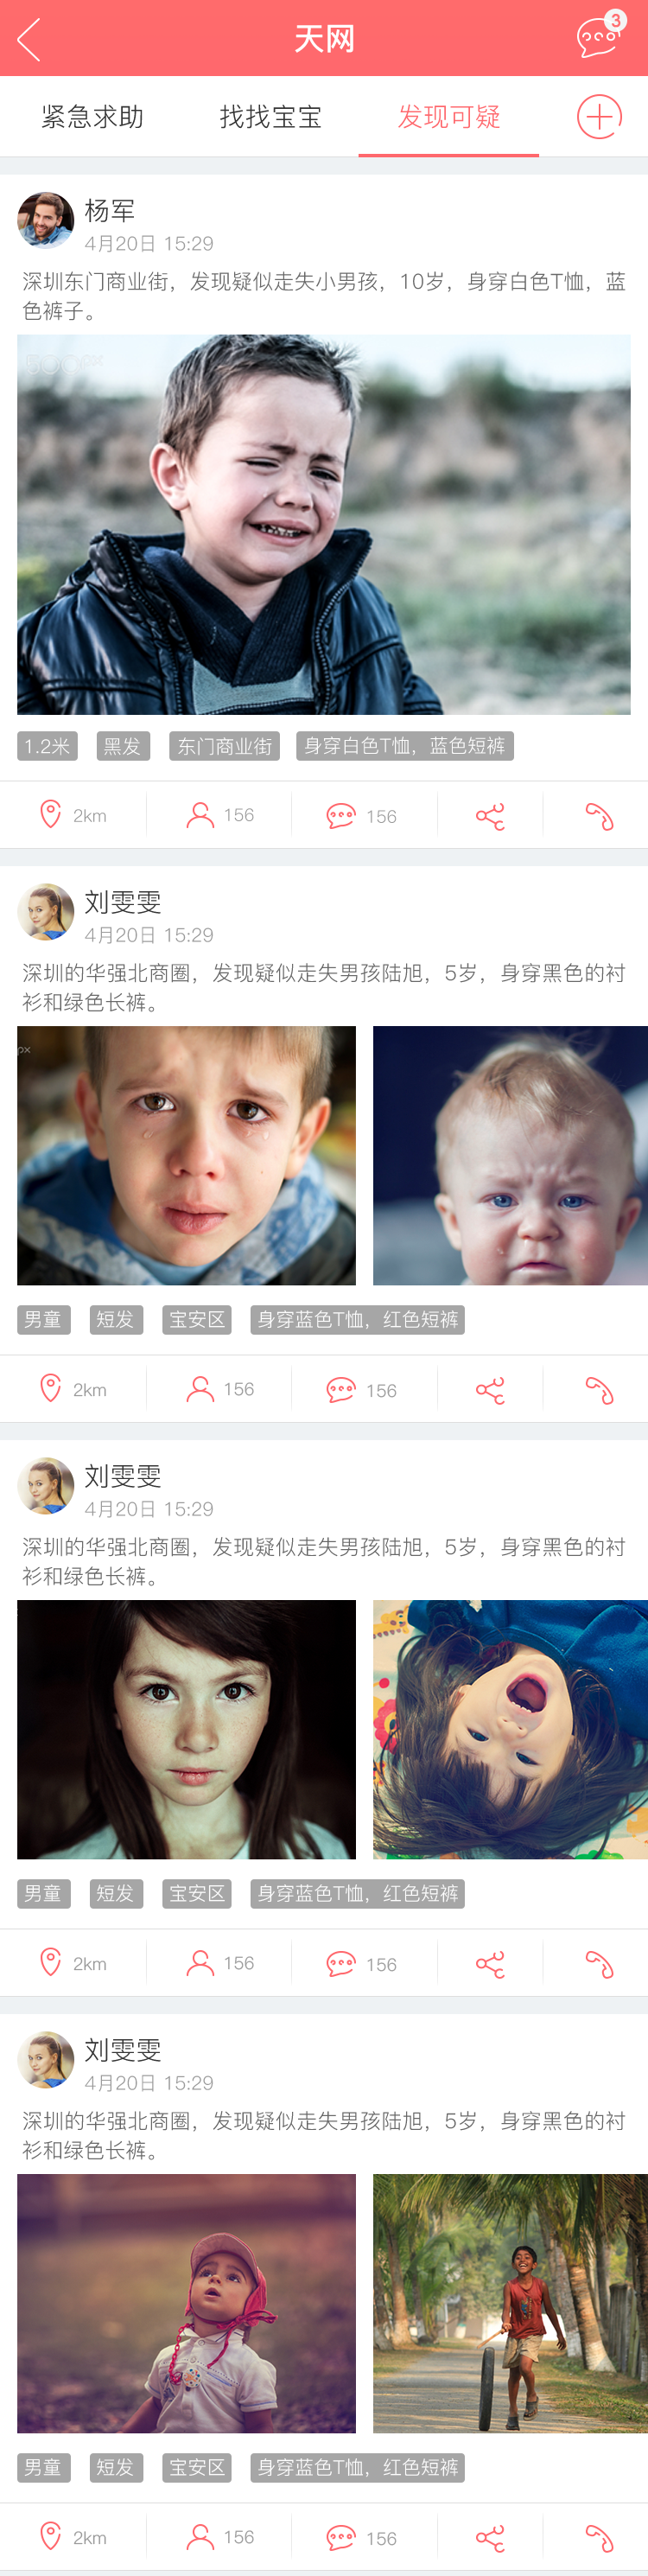 天网
3
紧急求助 找找宝宝 发现可疑
杨军
4月20日 15:29
深圳东门商业街，发现疑似走失小男孩，10岁，身穿白色T恤，蓝
色裤子。
500px
1.2米 黑发 东门商业街 身穿白色T恤，蓝色短裤
2km 156 156
刘雯雯
4月20日 15:29
深圳的华强北商圈，发现疑似走失男孩陆旭，5岁，身穿黑色的衬
衫和绿色长裤。
px
男童 短发 宝安区 身穿蓝色T恤，红色短裤
2km 156 156
刘雯雯
4月20日 15:29
深圳的华强北商圈，发现疑似走失男孩陆旭，5岁，身穿黑色的衬
衫和绿色长裤。
男童 短发 宝安区 身穿蓝色T恤，红色短裤
2km 156 156
刘雯雯
4月20日 15:29
深圳的华强北商圈，发现疑似走失男孩陆旭，5岁，身穿黑色的衬
衫和绿色长裤。
男童 短发 宝安区 身穿蓝色T恤，红色短裤
2km 156 156